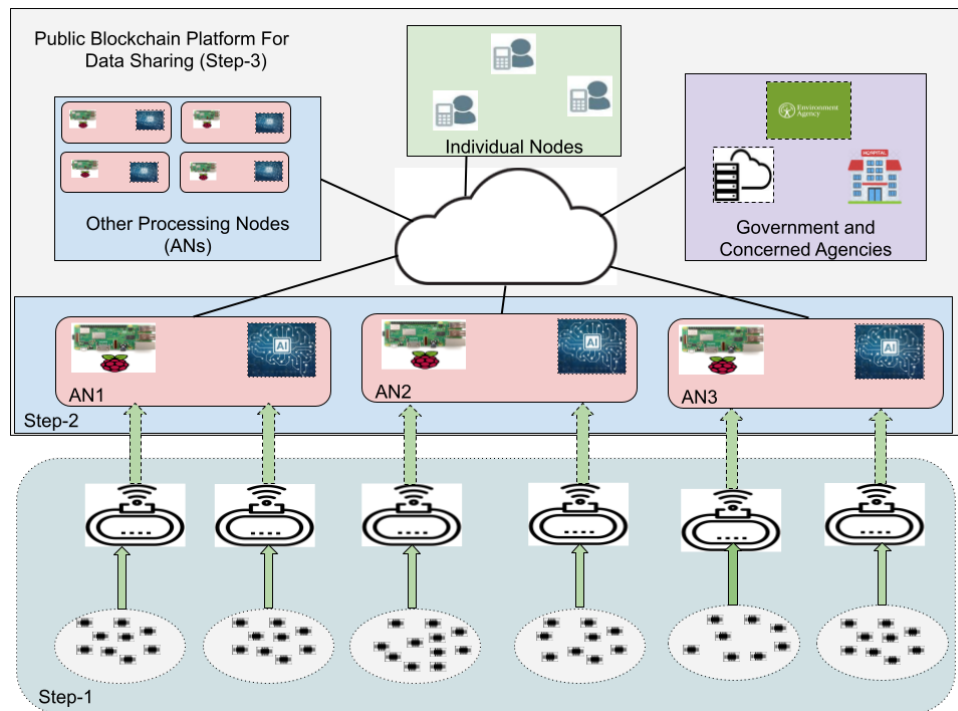 Public Blockchain Platform For
Data Sharing (Step-3)
Individual Nodes
Environment
Agency
HOSPITAL
Other Processing Nodes
(ANs)
Government and
Concerned Agencies
AI
AI
AI
AN1
AN2
AN3
Step-2
Step-1